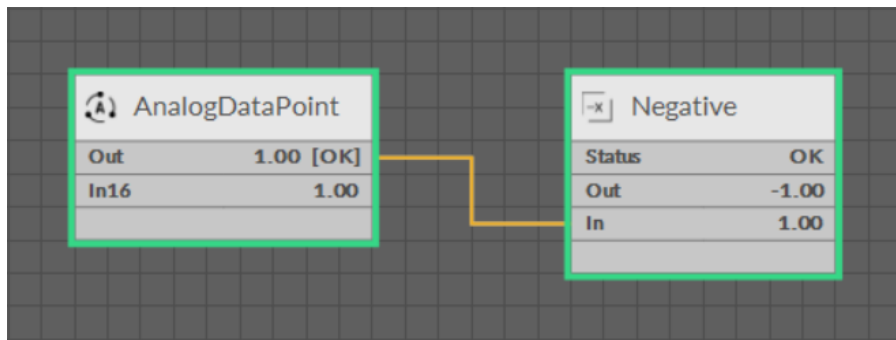 AnalogDataPoint
Out 1.00 [OK]
In16 1.00
-x Negative
Status OK
Out -1.00
In 1.00